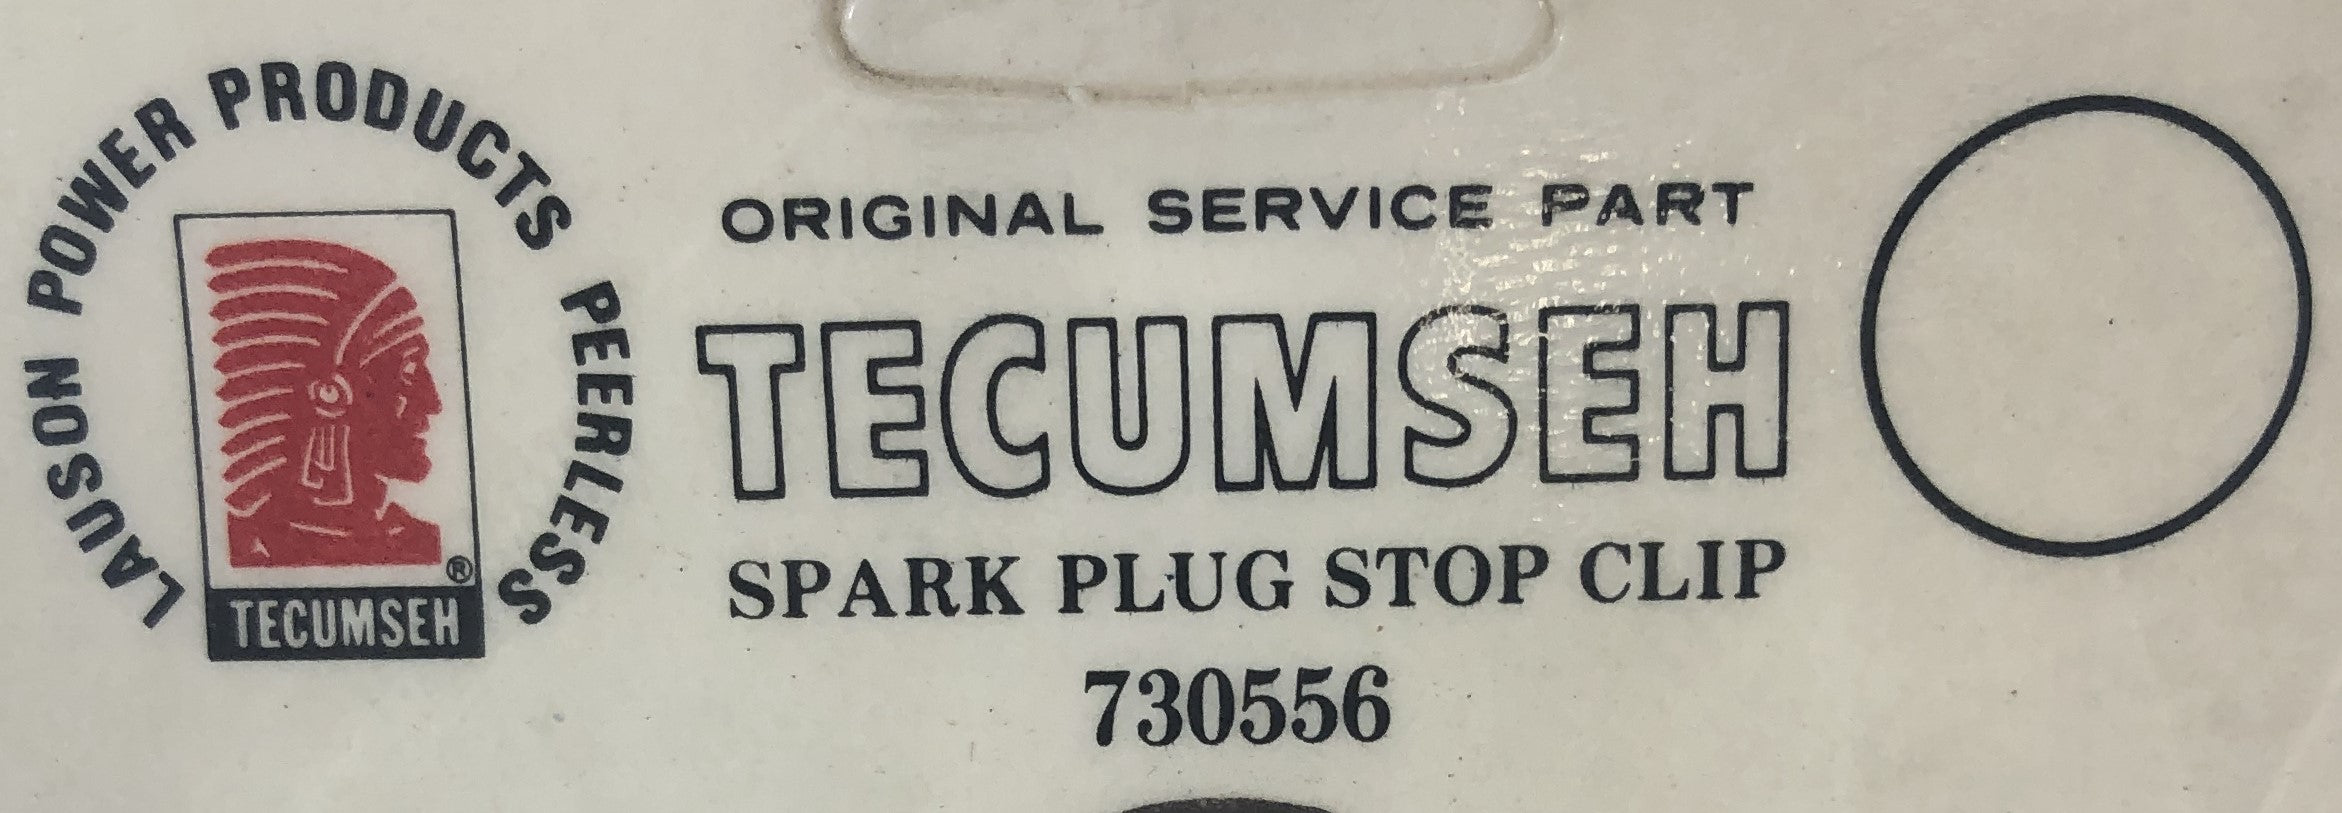 LAUSON POWER PRODUCTS PEERLESS
®
TECUMSEH
ORIGINAL SERVICE PART
TECUMSEH
SPARK PLUG STOP CLIP
730556